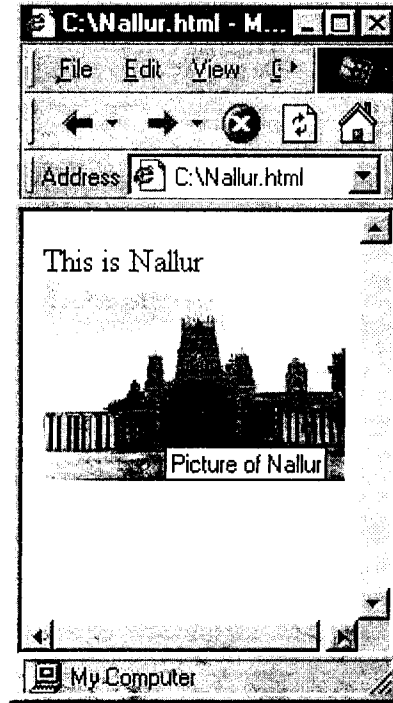 C:\Nallur.html - M...
File Edit View
Address C:\Nallur.html
This is Nallur
Picture of Nallur
My Computer